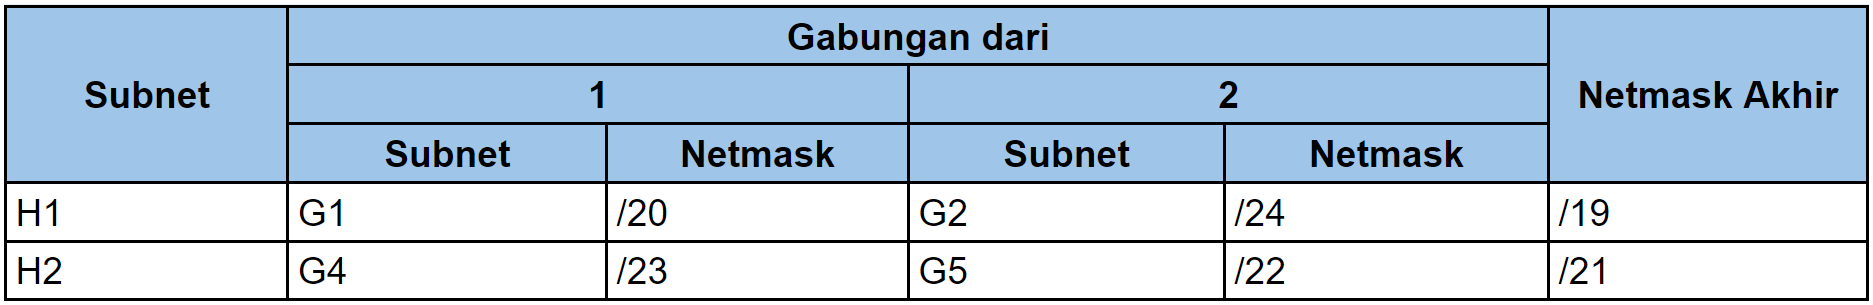 Subnet Gabungan dari Netmask Akhir
1 2
Subnet Netmask Subnet Netmask
H1 G1 /20 G2 /24 /19
H2 G4 /23 G5 /22 /21